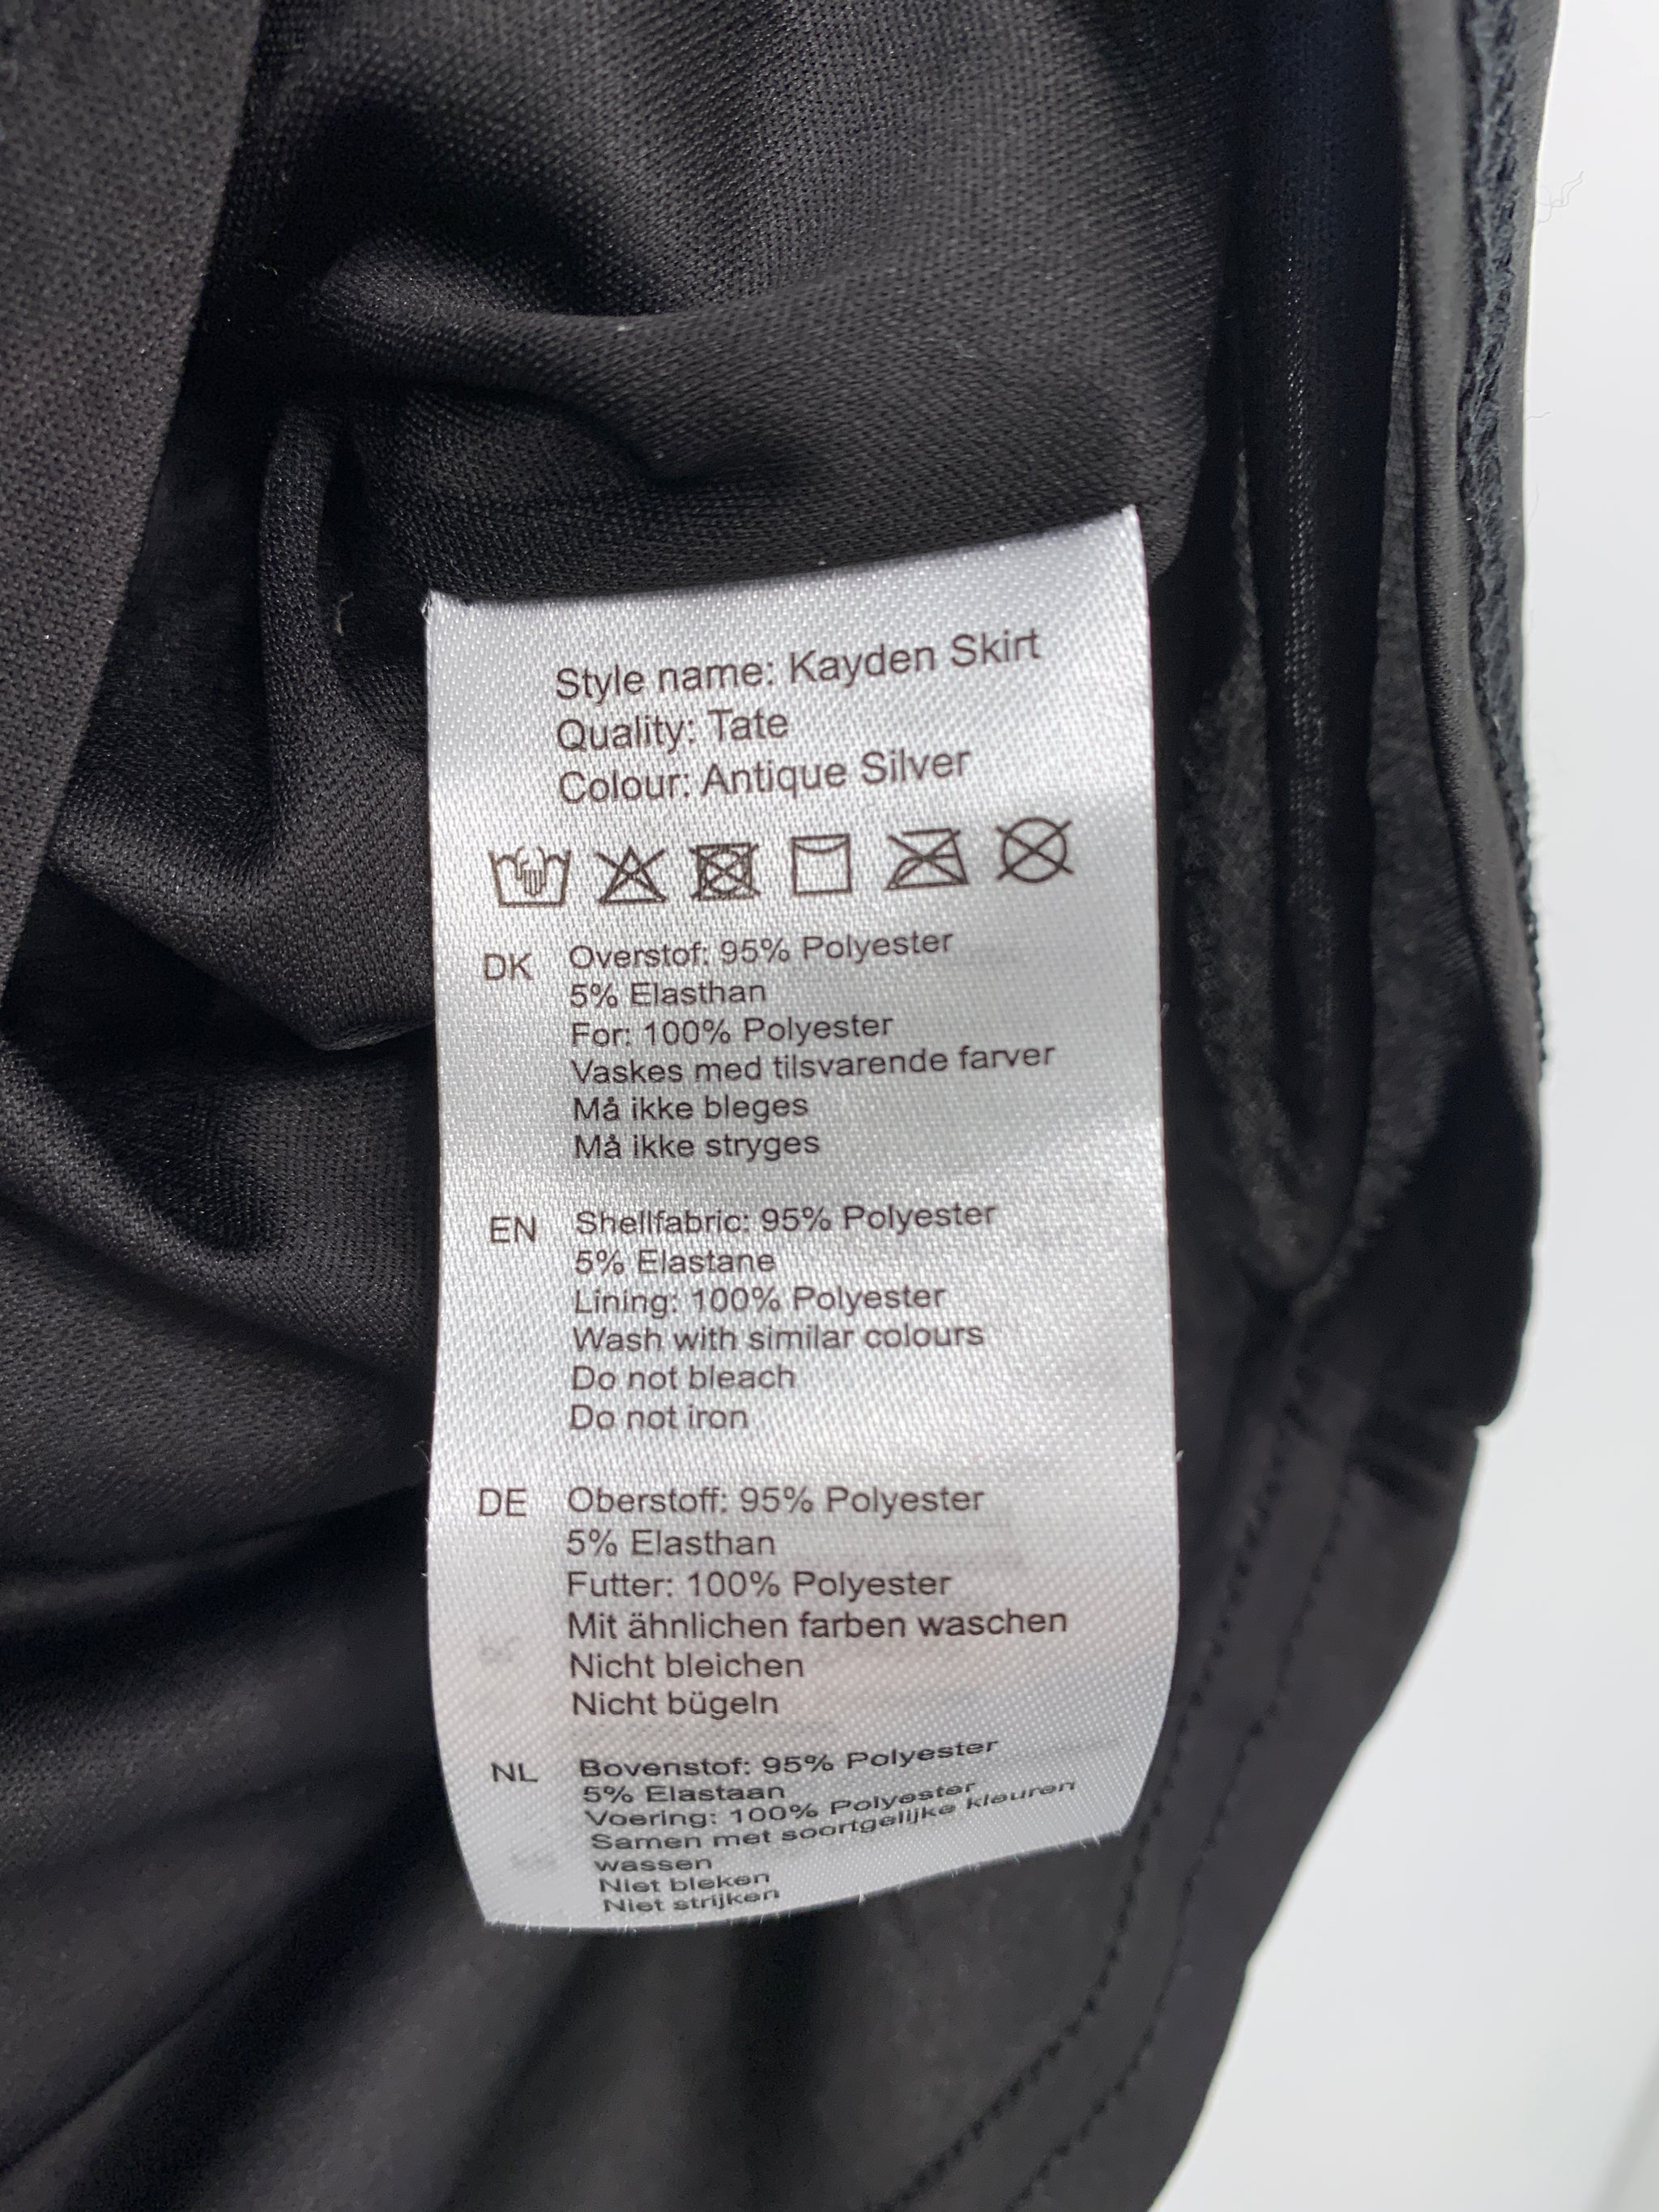 Style name: Kayden Skirt
Quality: Tate
Colour: Antique Silver
DK Overstof: 95% Polyester
5% Elasthan
For: 100% Polyester
Vaskes med tilsvarende farver
Må ikke bleges
Må ikke stryges
EN Shellfabric: 95% Polyester
5% Elastane
Lining: 100% Polyester
Wash with similar colours
Do not bleach
Do not iron
DE Oberstoff: 95% Polyester
5% Elasthan
Futter: 100% Polyester
Mit ähnlichen farben waschen
Nicht bleichen
Nicht bügeln
NL Bovenstof: 95% Polyester
5% Elastaan
Voering: 100% Polyester
Samen met soortgelijke kleuren
wassen
Niet bleken
Niet strijken